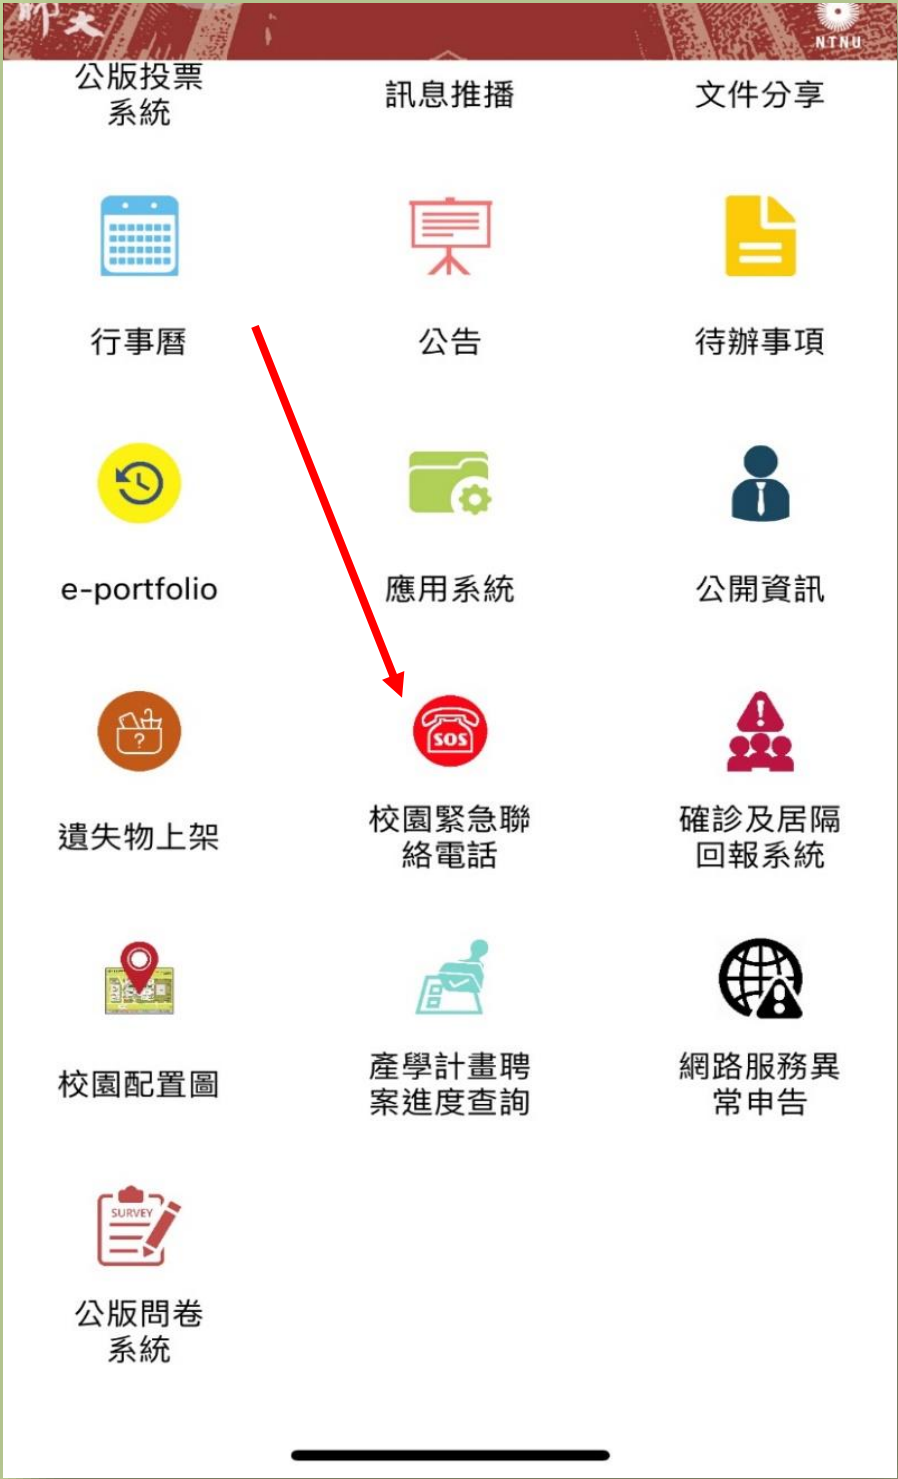 師大
NTNU
公版投票
系統
訊息推播
文件分享
行事曆
公告
待辦事項
e-portfolio
應用系統
公開資訊
?
遺失物上架
SOS
校園緊急聯
絡電話
!
確診及居隔
回報系統
校園配置圖
產學計畫聘
案進度查詢
網路服務異
常申告
SURVEY
公版問卷
系統